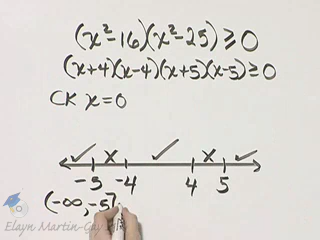 (x²-16)(x²-25)≥0
(x+4)(x-4)(x+5)(x-5)≥0
CK x=0
✓ x ✓ x ✓
-5 -4 4 5
(-∞,-5]
Elayn Martin-Gay